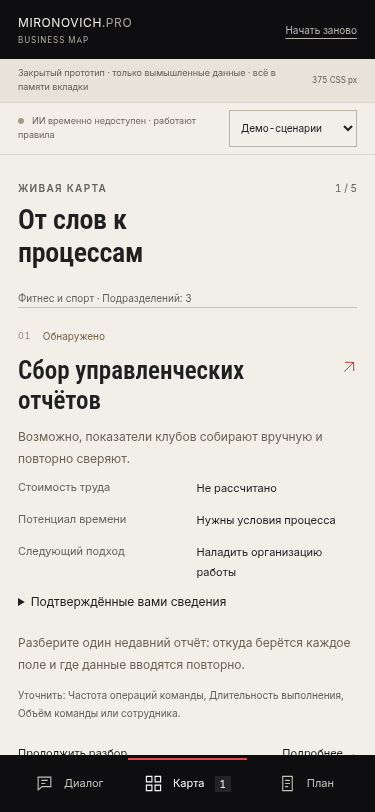 MIRONOVICH.PRO
BUSINESS MAP
Начать заново
Закрытый прототип · только вымышленные данные · всё в
памяти вкладки
375 CSS px
ИИ временно недоступен · работают
правила
Демо-сценарии
ЖИВАЯ КАРТА
1 / 5
От слов к
процессам
Фитнес и спорт · Подразделений: 3
01 Обнаружено
Сбор управленческих
отчётов
Возможно, показатели клубов собирают вручную и
повторно сверяют.
Стоимость труда Не рассчитано
Потенциал времени Нужны условия процесса
Следующий подход Наладить организацию
работы
Подтверждённые вами сведения
Разберите один недавний отчёт: откуда берётся каждое
поле и где данные вводятся повторно.
Уточнить: Частота операций команды, Длительность выполнения,
Объём команды или сотрудника.
Продолжить разбор Подробнее
Диалог Карта 1 План